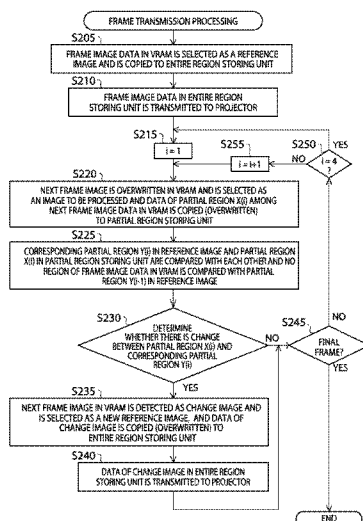 FRAME TRANSMISSION PROCESSING
S205
FRAME IMAGE DATA IN VRAM IS SELECTED AS A REFERENCE
IMAGE AND IS COPIED TO ENTIRE REGION STORING UNIT
S210
FRAME IMAGE DATA IN ENTIRE REGION
STORING UNIT IS TRANSMITTED TO PROJECTOR
S215
i = 1
S255
i = i+1
S250
i = 4
?
NO
S220
NEXT FRAME IMAGE IS OVERWRITTEN IN VRAM AND IS SELECTED AS
AN IMAGE TO BE PROCESSED AND DATA OF PARTIAL REGION X(i) AMONG
NEXT FRAME IMAGE DATA IN VRAM IS COPIED (OVERWRITTEN)
TO PARTIAL REGION STORING UNIT
S225
CORRESPONDING PARTIAL REGION Y(i) IN REFERENCE IMAGE AND PARTIAL REGION
X(i) IN PARTIAL REGION STORING UNIT ARE COMPARED WITH EACH OTHER AND NO
REGION OF FRAME IMAGE DATA IN VRAM IS COMPARED WITH PARTIAL
REGION Y(i-1) IN REFERENCE IMAGE
S230
DETERMINE
WHETHER THERE IS CHANGE
BETWEEN PARTIAL REGION X(i) AND
CORRESPONDING PARTIAL
REGION Y(i)
NO
YES
S245
FINAL
FRAME?
NO
YES
S235
NEXT FRAME IMAGE IN VRAM IS DETECTED AS CHANGE IMAGE AND
IS SELECTED AS A NEW REFERENCE IMAGE, AND DATA OF
CHANGE IMAGE IS COPIED (OVERWRITTEN) TO
ENTIRE REGION STORING UNIT
S240
DATA OF CHANGE IMAGE IN ENTIRE REGION
STORING UNIT IS TRANSMITTED TO PROJECTOR
END